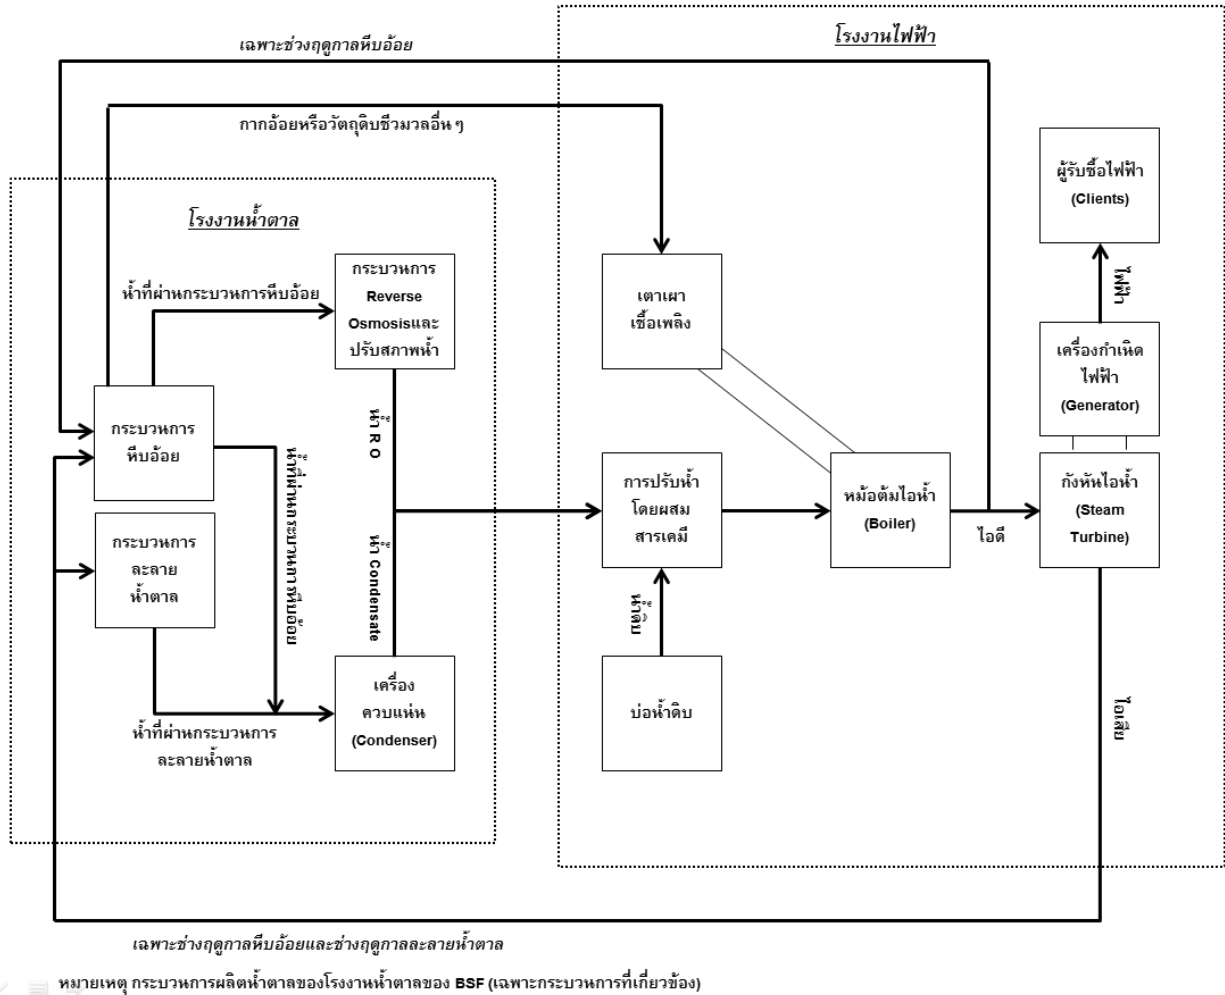 โรงงานไฟฟ้า
เฉพาะช่วงฤดูกาลหีบอ้อย
กากอ้อยหรือวัตถุดิบชีวมวลอื่น ๆ
ผู้รับซื้อไฟฟ้า
(Clients)
โรงงานน้ำตาล
กระบวนการ
Reverse
Osmosisและ
ปรับสภาพน้ำ
น้ำที่ผ่านกระบวนการหีบอ้อย
เตาเผา
เชื้อเพลิง
ไฟฟ้า
เครื่องกำเนิด
ไฟฟ้า
(Generator)
กระบวนการ
หีบอ้อย
น้ำ R O
น้ำที่ผ่านกระบวนการหีบอ้อย
การปรับน้ำ
โดยผสม
สารเคมี
หม้อต้มไอน้ำ
(Boiler)
ไอดี
กังหันไอน้ำ
(Steam
Turbine)
กระบวนการ
ละลาย
น้ำตาล
น้ำ Condensate
น้ำดิบ
เครื่อง
ควบแน่น
(Condenser)
บ่อน้ำดิบ
ไอเสีย
น้ำที่ผ่านกระบวนการ
ละลายน้ำตาล
เฉพาะช่างฤดูกาลหีบอ้อยและช่างฤดูกาลละลายน้ำตาล
หมายเหตุ กระบวนการผลิตน้ำตาลของโรงงานน้ำตาลของ BSF (เฉพาะกระบวนการที่เกี่ยวข้อง)